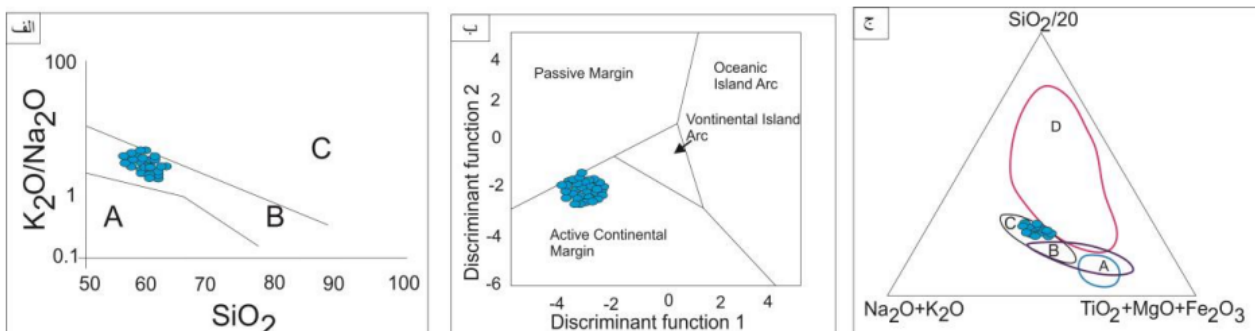 الف
100
1
0.1
K₂O/Na₂O
A
B
C
50 60 70 80 90 100
SiO₂
ب
4
2
0
-2
-4
-6
Discriminant function 2
Passive Margin
Oceanic
Island Arc
Vontinental Island
Arc
Active Continental
Margin
-4 -2 0 2 4
Discriminant function 1
ج
SiO₂/20
D
C
B
A
Na₂O+K₂O
TiO₂+MgO+Fe₂O₃